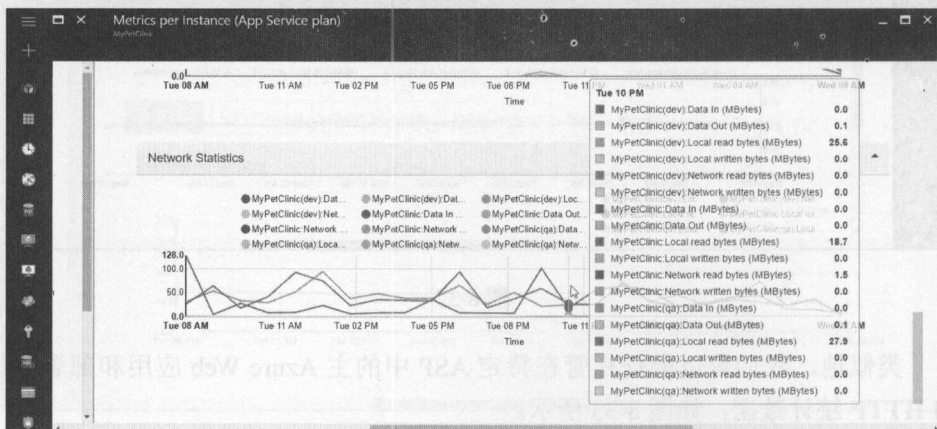 Metrics per Instance (App Service plan)
MyPetClinic
0.0
Tue 08 AM Tue 11 AM Tue 02 PM Tue 05 PM Tue 08 PM Tue 11 Wed 01 AM Wed 04 AM Wed 08 AM
Time
Network Statistics
MyPetClinic(dev):Dat... MyPetClinic(dev):Dat... MyPetClinic(dev):Loc...
MyPetClinic(dev):Net... MyPetClinic:Data In ... MyPetClinic:Data Out...
MyPetClinic:Network ... MyPetClinic:Network ... MyPetClinic(qa):Data...
MyPetClinic(qa):Loca... MyPetClinic(qa):Netw... MyPetClinic(qa):Netw...
128.0
100.0
50.0
0.0
Tue 08 AM Tue 11 AM Tue 02 PM Tue 05 PM Tue 08 PM Tue 11
Time
Tue 10 PM
MyPetClinic(dev):Data In (MBytes) 0.0
MyPetClinic(dev):Data Out (MBytes) 0.1
MyPetClinic(dev):Local read bytes (MBytes) 25.6
MyPetClinic(dev):Local written bytes (MBytes) 0.0
MyPetClinic(dev):Network read bytes (MBytes) 0.0
MyPetClinic(dev):Network written bytes (MBytes) 0.0
MyPetClinic:Data In (MBytes) 0.0
MyPetClinic:Data Out (MBytes) 0.0
MyPetClinic:Local read bytes (MBytes) 18.7
MyPetClinic:Local written bytes (MBytes) 0.0
MyPetClinic:Network read bytes (MBytes) 1.5
MyPetClinic:Network written bytes (MBytes) 0.0
MyPetClinic(qa):Data In (MBytes) 0.0
MyPetClinic(qa):Data Out (MBytes) 0.1
MyPetClinic(qa):Local read bytes (MBytes) 27.9
MyPetClinic(qa):Local written bytes (MBytes) 0.0
MyPetClinic(qa):Network read bytes (MBytes) 0.0
MyPetClinic(qa):Network written bytes (MBytes) 0.0